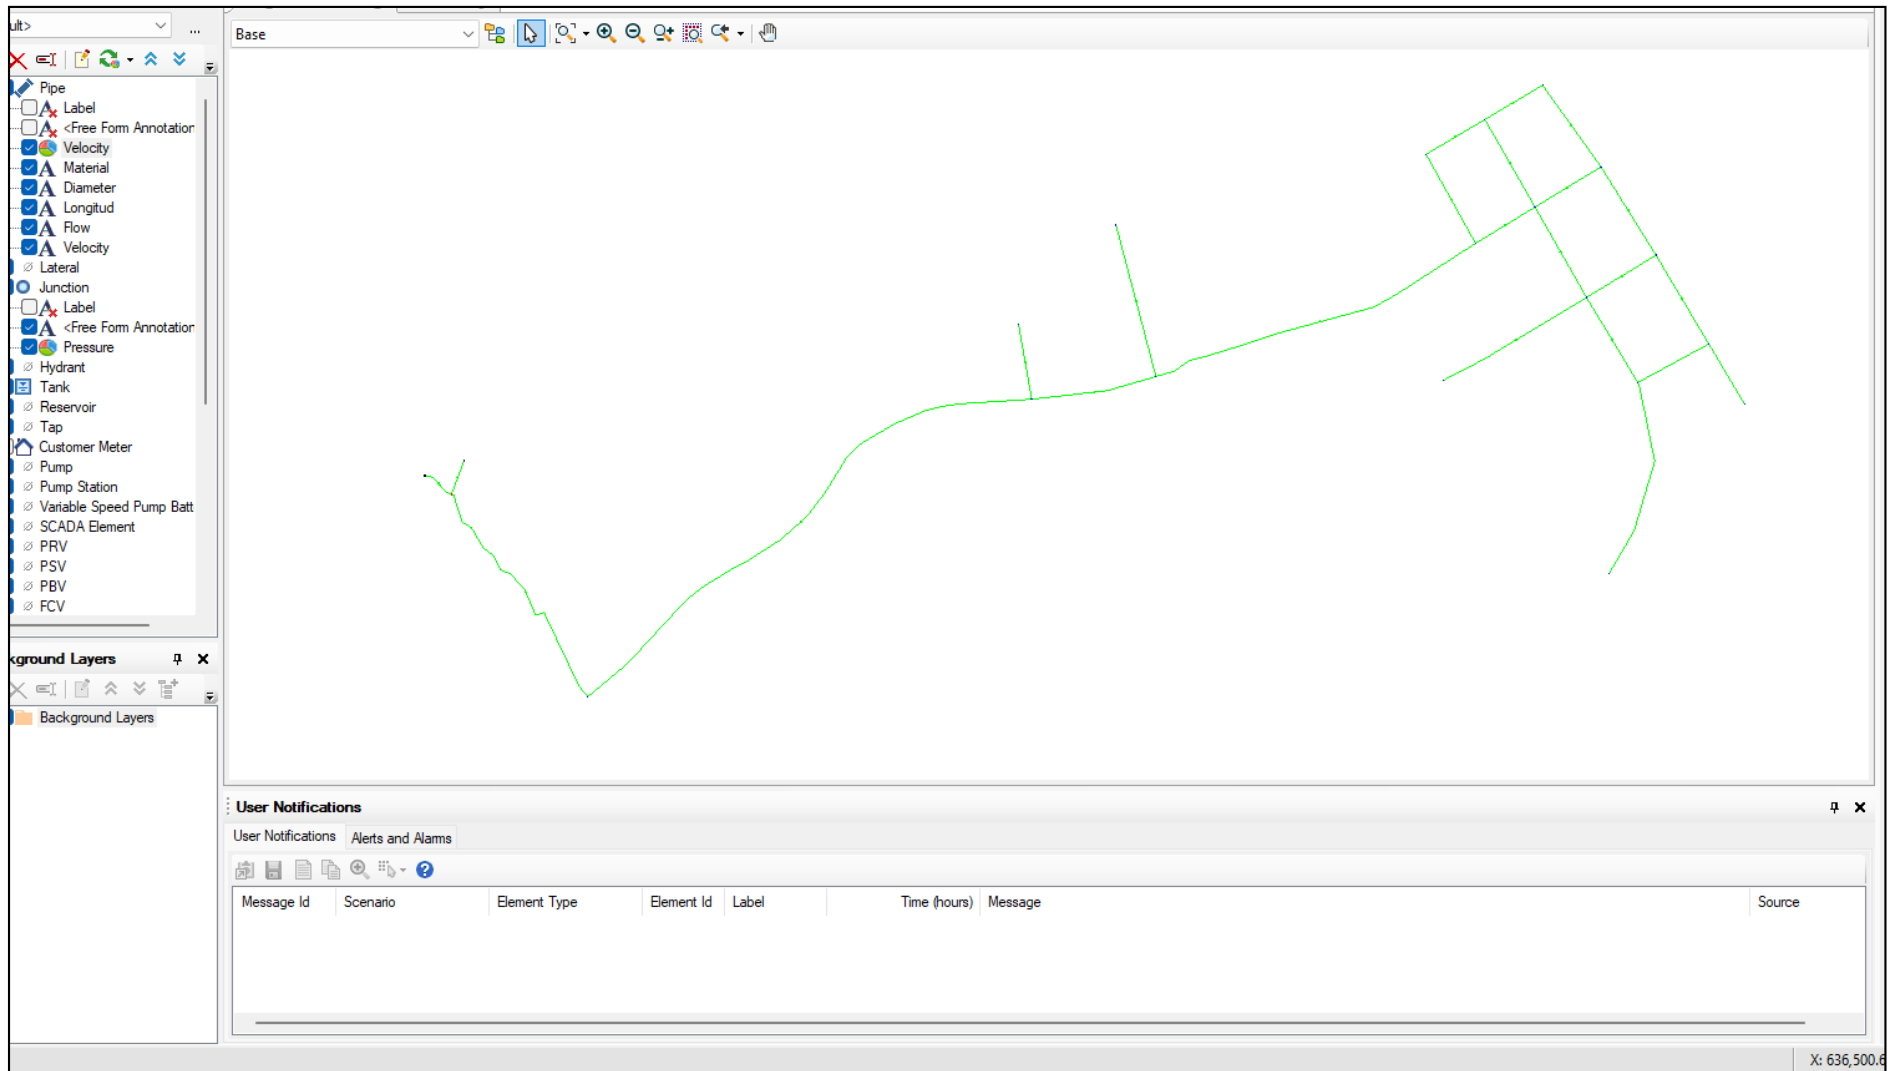 ult>
...
Base
Pipe
Label
<Free Form Annotation
Velocity
Material
Diameter
Longitud
Flow
Velocity
Lateral
Junction
Label
<Free Form Annotation
Pressure
Hydrant
Tank
Reservoir
Tap
Customer Meter
Pump
Pump Station
Variable Speed Pump Batt
SCADA Element
PRV
PSV
PBV
FCV
kground Layers
Background Layers
User Notifications
User Notifications Alerts and Alarms
Message Id Scenario Element Type Element Id Label Time (hours) Message Source
X: 636,500.6